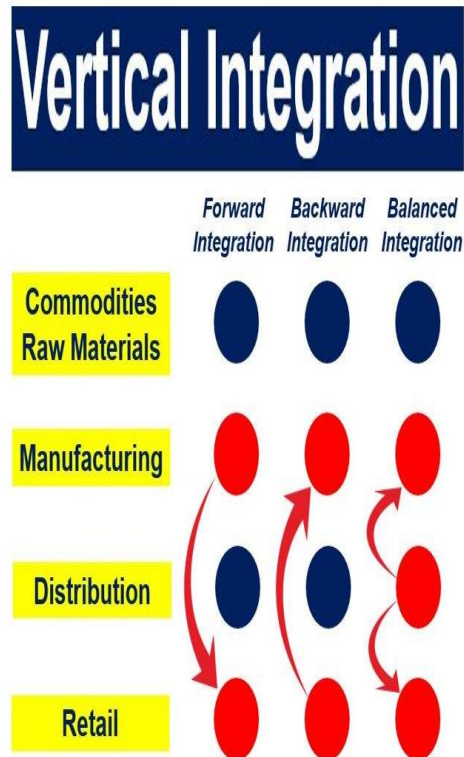 Vertical Integration
Forward Integration
Backward Integration
Balanced Integration
Commodities
Raw Materials
Manufacturing
Distribution
Retail